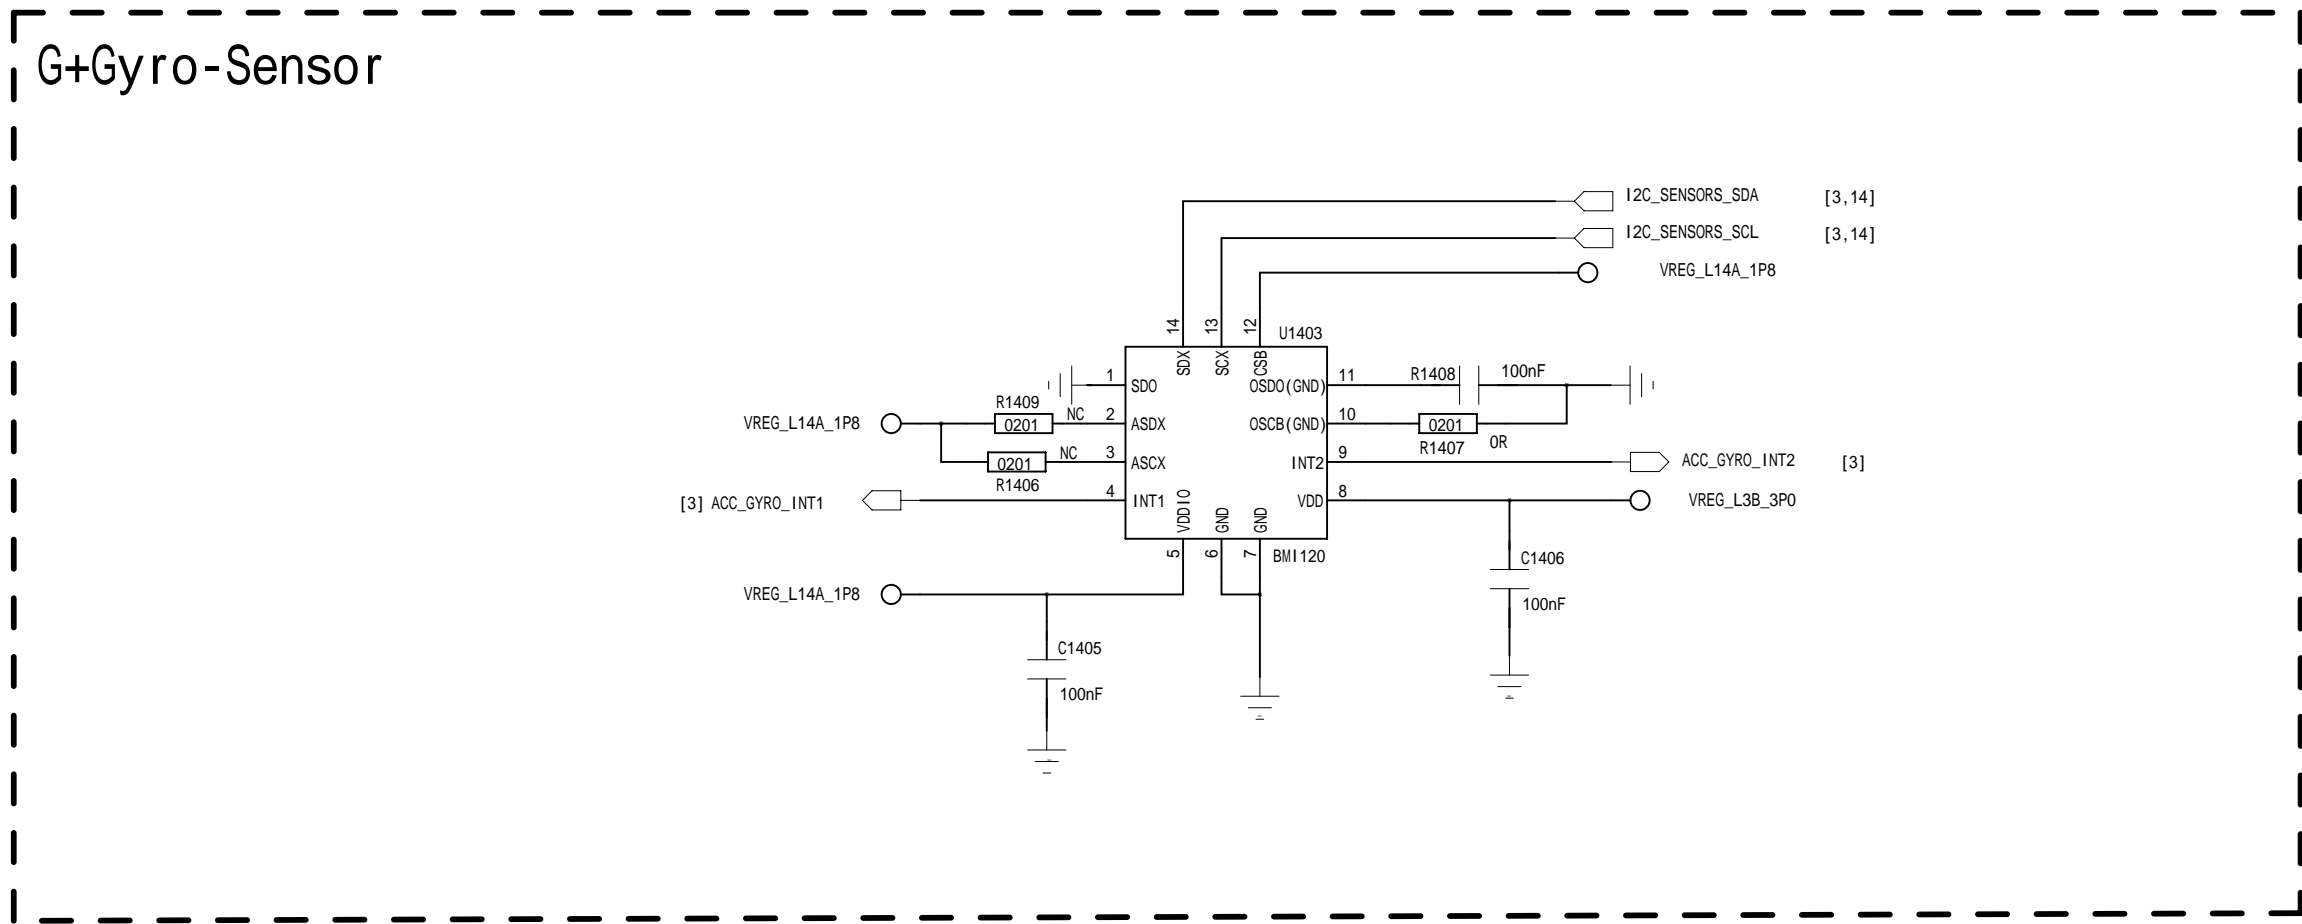 G+Gyro-Sensor
I2C_SENSORS_SDA [3,14]
I2C_SENSORS_SCL [3,14]
VREG_L14A_1P8
14 13 12 U1403
SDX SCX CSB
1 SDO OSDO(GND) 11 R1408 100nF
R1409
VREG_L14A_1P8 0201 NC 2 ASDX OSCB(GND) 10 0201 0R
R1407
0201 NC 3 ASCX INT2 9 ACC_GYRO_INT2 [3]
R1406
[3] ACC_GYRO_INT1 4 INT1 VDD 8 VREG_L3B_3P0
VDDIO GND GND
5 6 7 BMI120
C1406
VREG_L14A_1P8 100nF
C1405
100nF